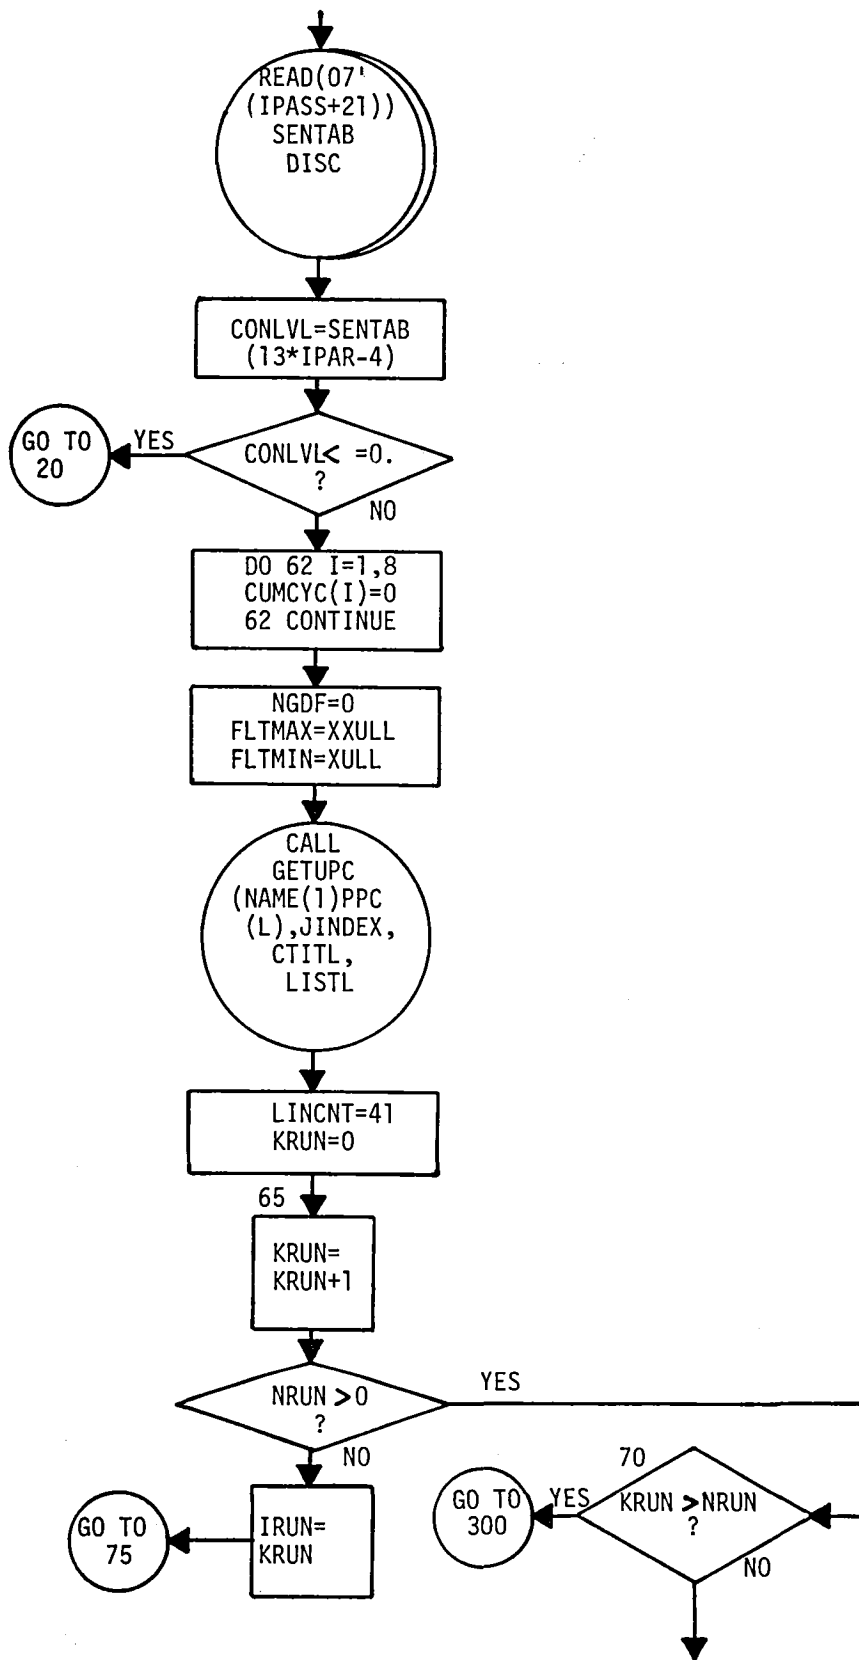 READ(07'
(IPASS+21))
SENTAB
DISC
CONLVL=SENTAB
(13*IPAR-4)
GO TO
20
YES
CONLVL< =0.
?
NO
DO 62 I=1,8
CUMCYC(I)=0
62 CONTINUE
NGDF=0
FLTMAX=XXULL
FLTMIN=XULL
CALL
GETUPC
(NAME(1)PPC
(L),JINDEX,
CTITL,
LISTL
LINCNT=41
KRUN=0
65
KRUN=
KRUN+1
NRUN >0
?
YES
NO
IRUN=
KRUN
GO TO
75
70
KRUN >NRUN
?
YES
GO TO
300
NO